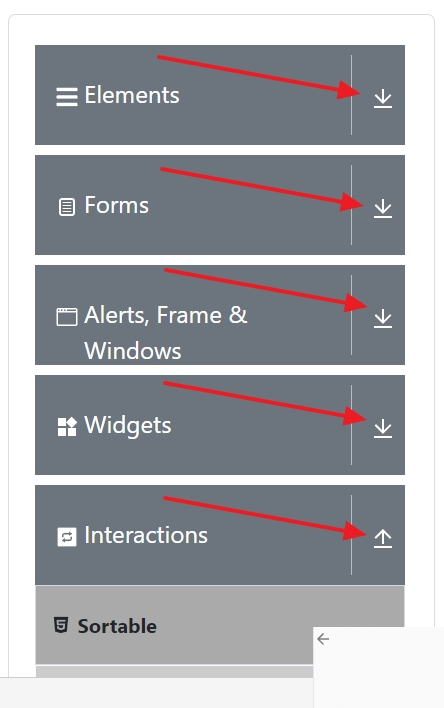 Elements
Forms
Alerts, Frame &
Windows
Widgets
Interactions
Sortable